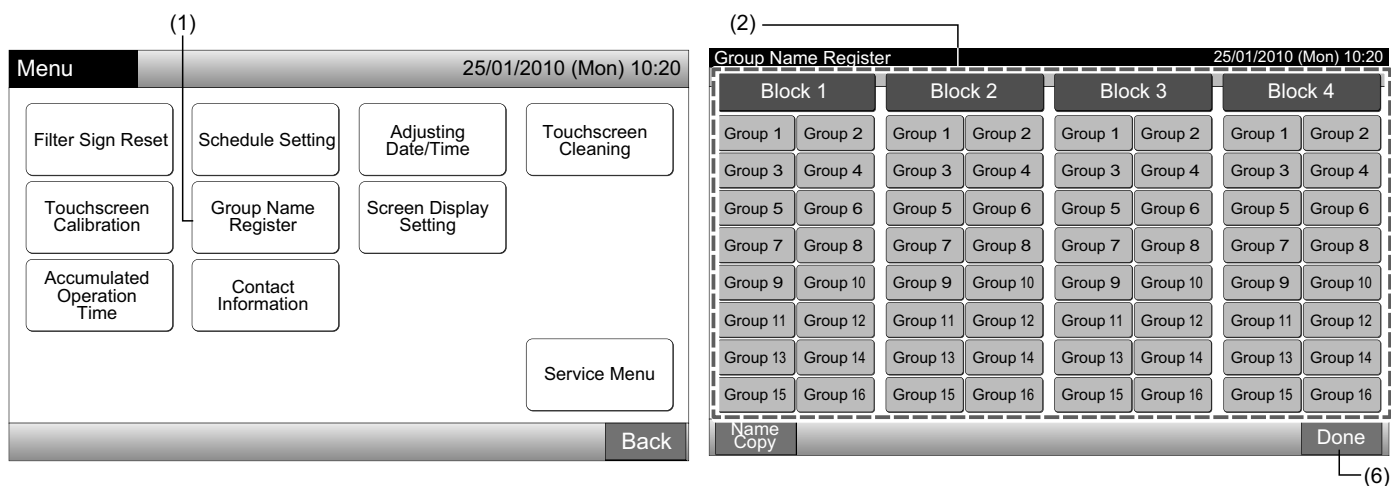 (1)
Menu 25/01/2010 (Mon) 10:20
Filter Sign Reset Schedule Setting Adjusting Date/Time Touchscreen Cleaning
Touchscreen Calibration Group Name Register Screen Display Setting
Accumulated Operation Time Contact Information
Service Menu
Back
(2)
Group Name Register 25/01/2010 (Mon) 10:20
Block 1 Block 2 Block 3 Block 4
Group 1 Group 2 Group 1 Group 2 Group 1 Group 2 Group 1 Group 2
Group 3 Group 4 Group 3 Group 4 Group 3 Group 4 Group 3 Group 4
Group 5 Group 6 Group 5 Group 6 Group 5 Group 6 Group 5 Group 6
Group 7 Group 8 Group 7 Group 8 Group 7 Group 8 Group 7 Group 8
Group 9 Group 10 Group 9 Group 10 Group 9 Group 10 Group 9 Group 10
Group 11 Group 12 Group 11 Group 12 Group 11 Group 12 Group 11 Group 12
Group 13 Group 14 Group 13 Group 14 Group 13 Group 14 Group 13 Group 14
Group 15 Group 16 Group 15 Group 16 Group 15 Group 16 Group 15 Group 16
Name Copy Done
(6)